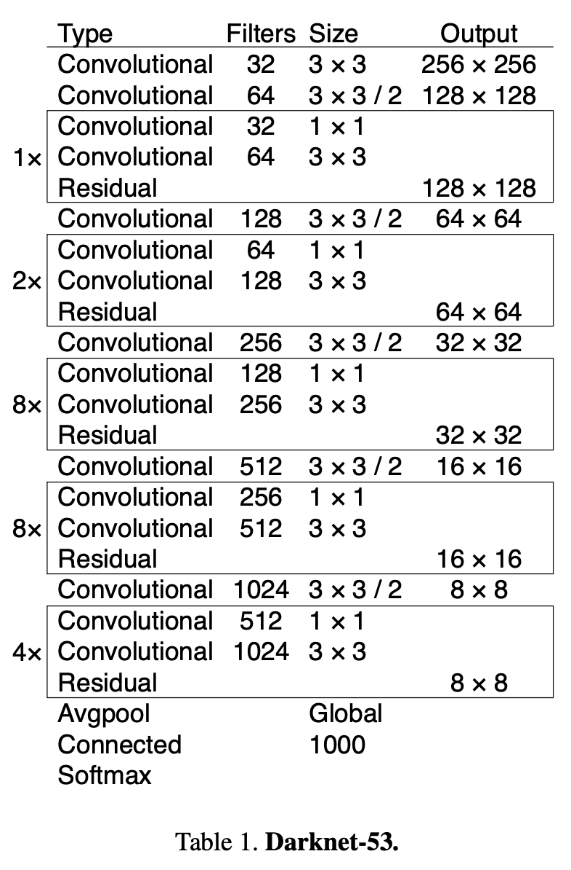 Type Filters Size Output
Convolutional 32 3 × 3 256 × 256
Convolutional 64 3 × 3 / 2 128 × 128
Convolutional 32 1 × 1
1× Convolutional 64 3 × 3
Residual 128 × 128
Convolutional 128 3 × 3 / 2 64 × 64
Convolutional 64 1 × 1
2× Convolutional 128 3 × 3
Residual 64 × 64
Convolutional 256 3 × 3 / 2 32 × 32
Convolutional 128 1 × 1
8× Convolutional 256 3 × 3
Residual 32 × 32
Convolutional 512 3 × 3 / 2 16 × 16
Convolutional 256 1 × 1
8× Convolutional 512 3 × 3
Residual 16 × 16
Convolutional 1024 3 × 3 / 2 8 × 8
Convolutional 512 1 × 1
4× Convolutional 1024 3 × 3
Residual 8 × 8
Avgpool Global
Connected 1000
Softmax
Table 1. Darknet-53.